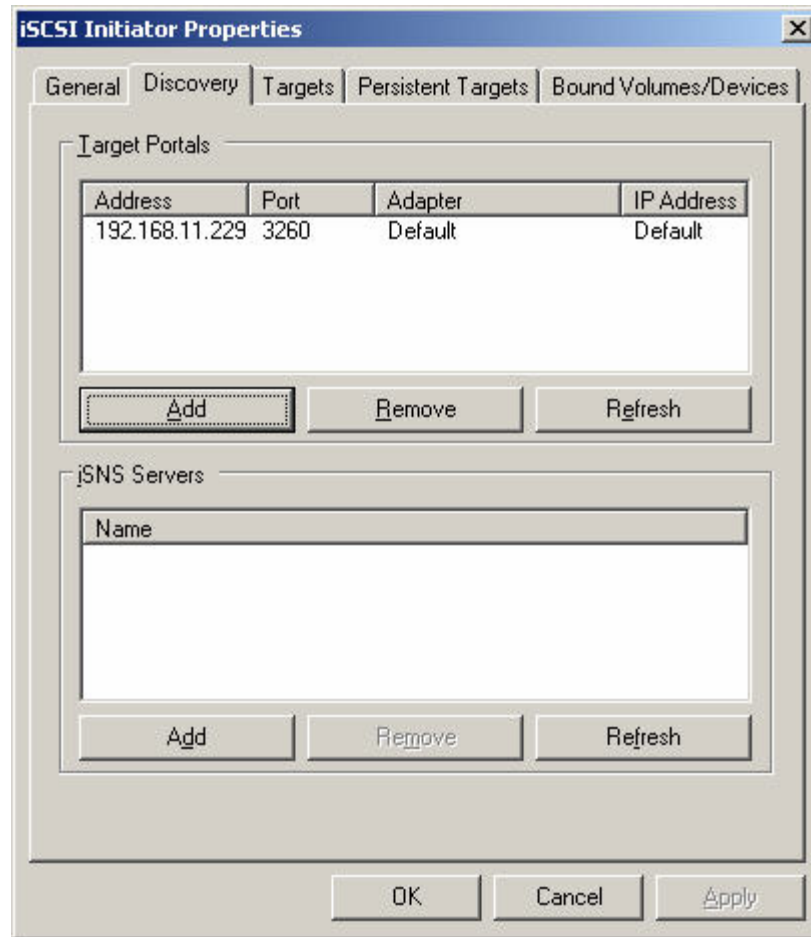 iSCSI Initiator Properties
General Discovery Targets Persistent Targets Bound Volumes/Devices
Target Portals
Address Port Adapter IP Address
192.168.11.229 3260 Default Default
Add Remove Refresh
iSNS Servers
Name
Add Remove Refresh
OK Cancel Apply